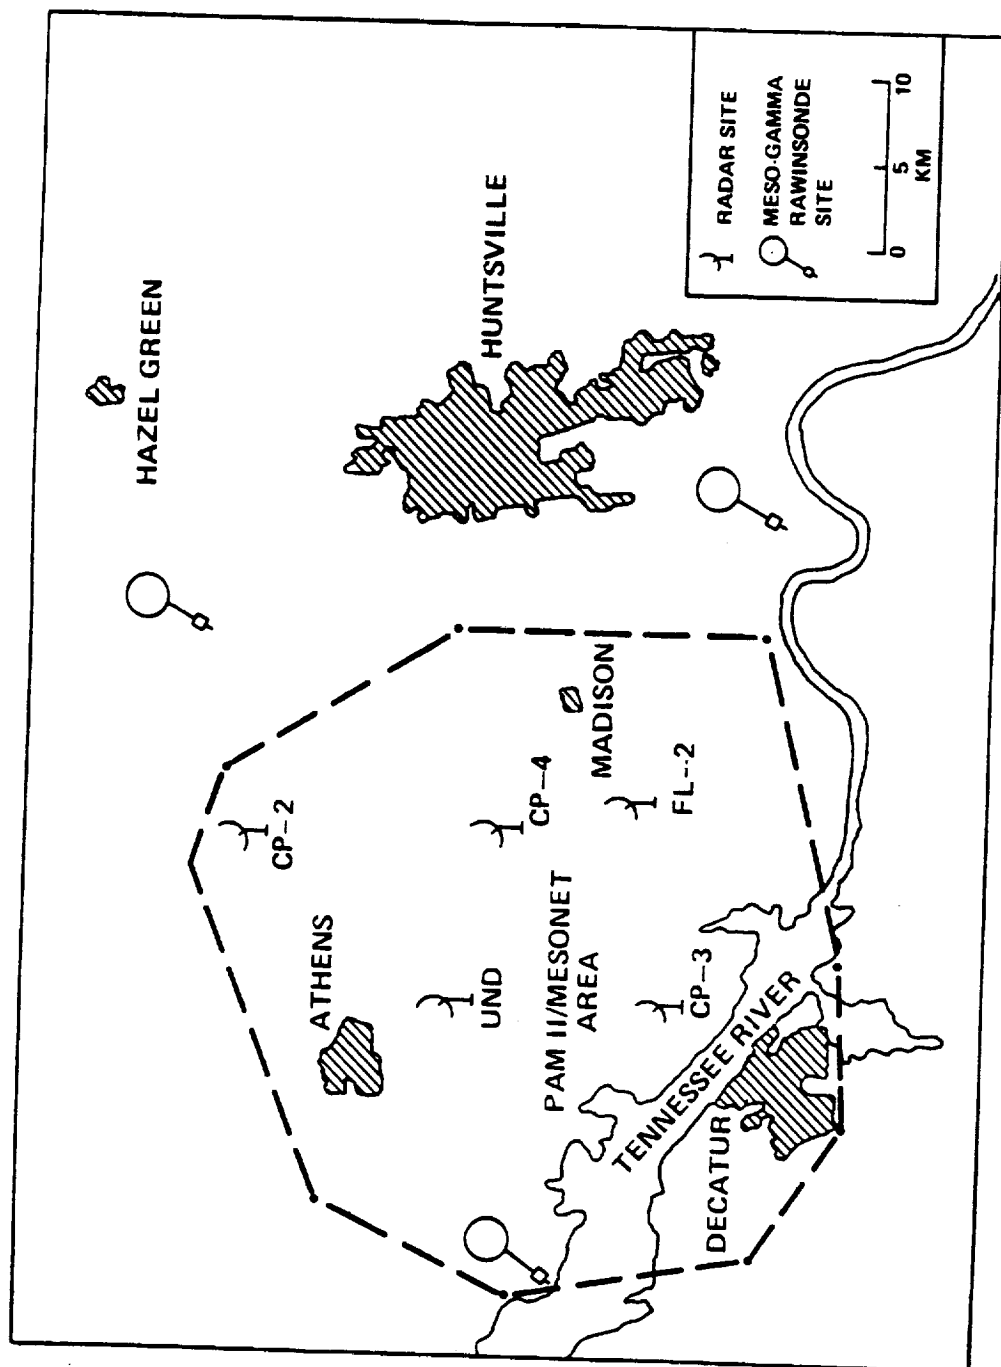 HAZEL GREEN
HUNTSVILLE
CP-2
ATHENS
CP-4
MADISON
UND
FL-2
PAM II/MESONET
AREA
CP-3
TENNESSEE RIVER
DECATUR
RADAR SITE
MESO-GAMMA
RAWINSONDE
SITE
0 5 10
KM